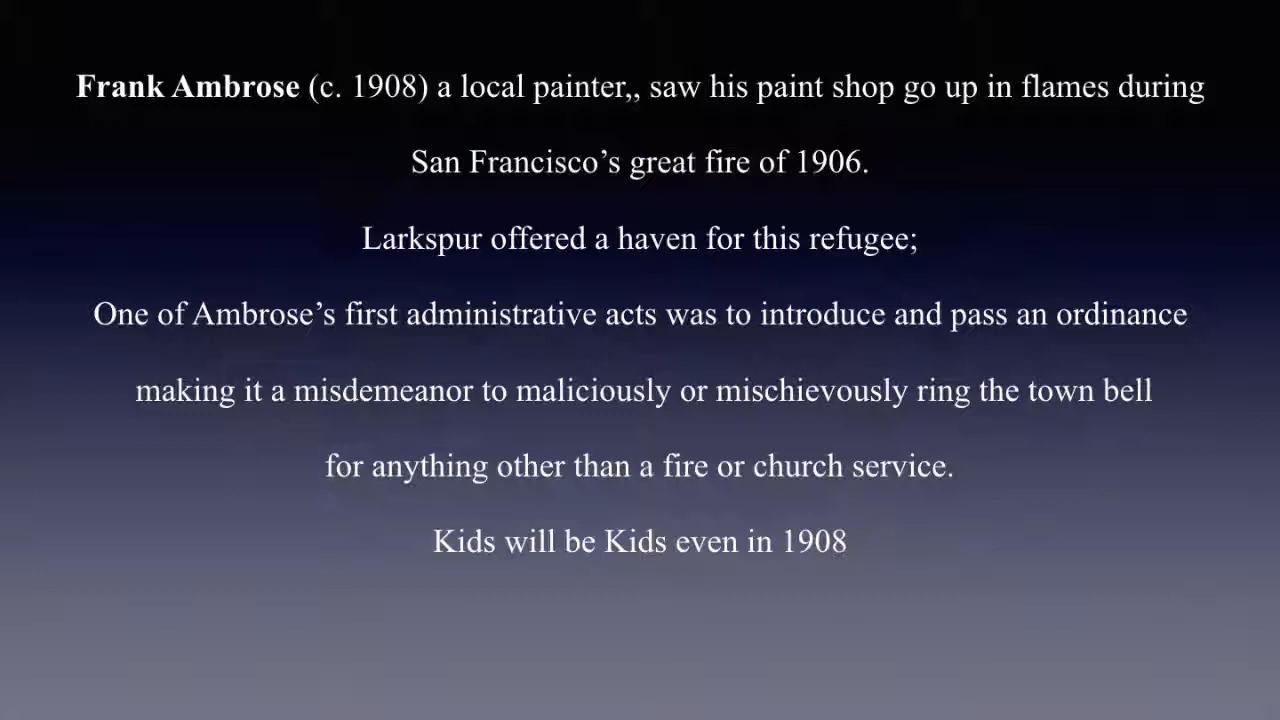 Frank Ambrose (c. 1908) a local painter,, saw his paint shop go up in flames during
San Francisco’s great fire of 1906.
Larkspur offered a haven for this refugee;
One of Ambrose’s first administrative acts was to introduce and pass an ordinance
making it a misdemeanor to maliciously or mischievously ring the town bell
for anything other than a fire or church service.
Kids will be Kids even in 1908